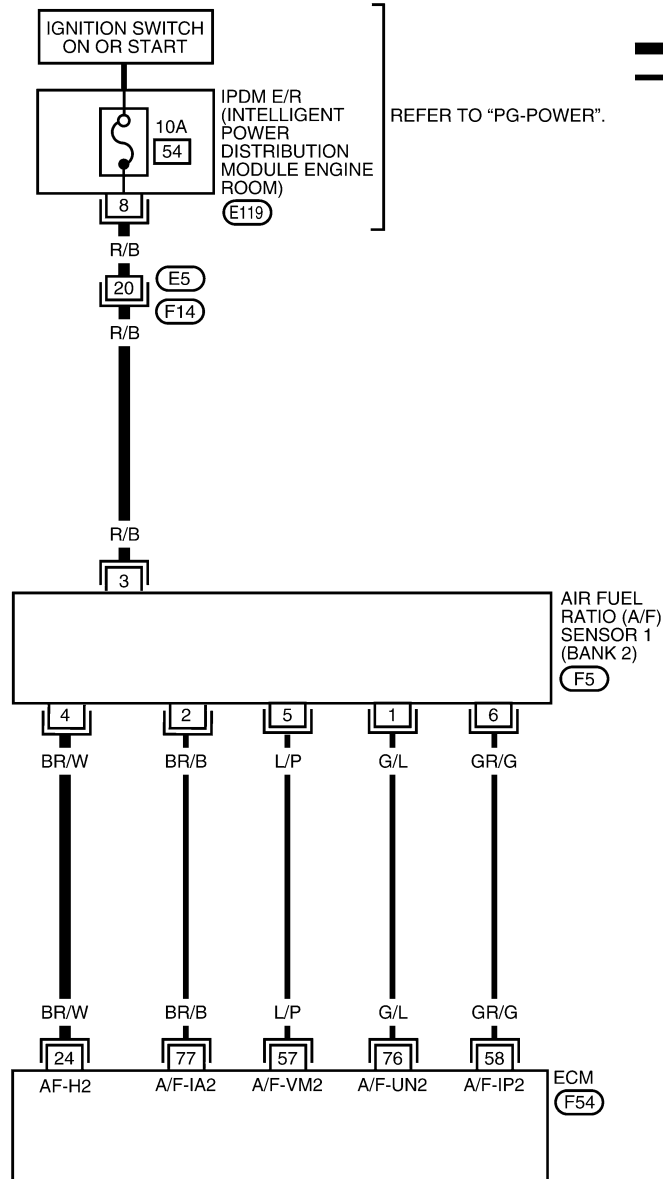 IGNITION SWITCH
ON OR START
IPDM E/R
(INTELLIGENT
POWER
DISTRIBUTION
MODULE ENGINE
ROOM)
E119
REFER TO “PG-POWER”.
10A
54
8
R/B
20
E5
F14
R/B
R/B
3
AIR FUEL
RATIO (A/F)
SENSOR 1
(BANK 2)
F5
4 2 5 1 6
BR/W BR/B L/P G/L GR/G
BR/W BR/B L/P G/L GR/G
24 77 57 76 58
AF-H2 A/F-IA2 A/F-VM2 A/F-UN2 A/F-IP2
ECM
F54